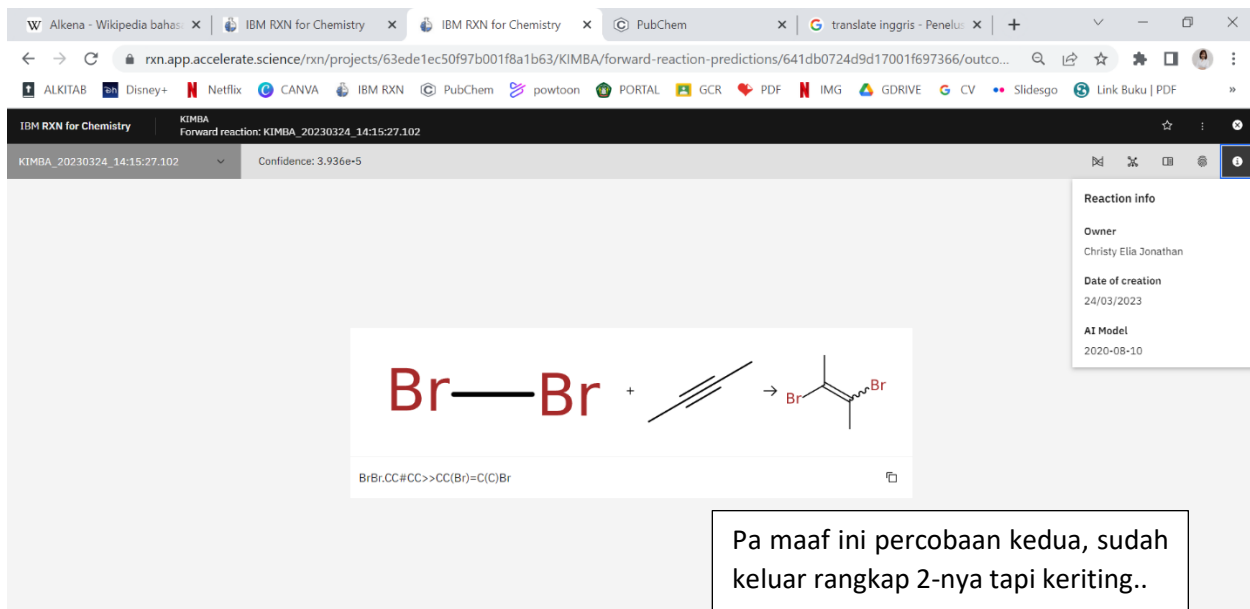 Alkena - Wikipedia bahas
IBM RXN for Chemistry
IBM RXN for Chemistry
PubChem
translate inggris - Penelus
rxn.app.accelerate.science/rxn/projects/63ede1ec50f97b001f8a1b63/KIMBA/forward-reaction-predictions/641db0724d9d17001f697366/outco...
ALKITAB Disney+ Netflix CANVA IBM RXN PubChem powtoon PORTAL GCR PDF IMG GDRIVE CV Slidesgo Link Buku | PDF »
IBM RXN for Chemistry
KIMBA
Forward reaction: KIMBA_20230324_14:15:27.102
KIMBA_20230324_14:15:27.102
Confidence: 3.936e-5
Reaction info
Owner
Christy Elia Jonathan
Date of creation
24/03/2023
AI Model
2020-08-10
Br Br + → Br Br
BrBr.CC#CC>>CC(Br)=C(C)Br
Pa maaf ini percobaan kedua, sudah
keluar rangkap 2-nya tapi keriting..